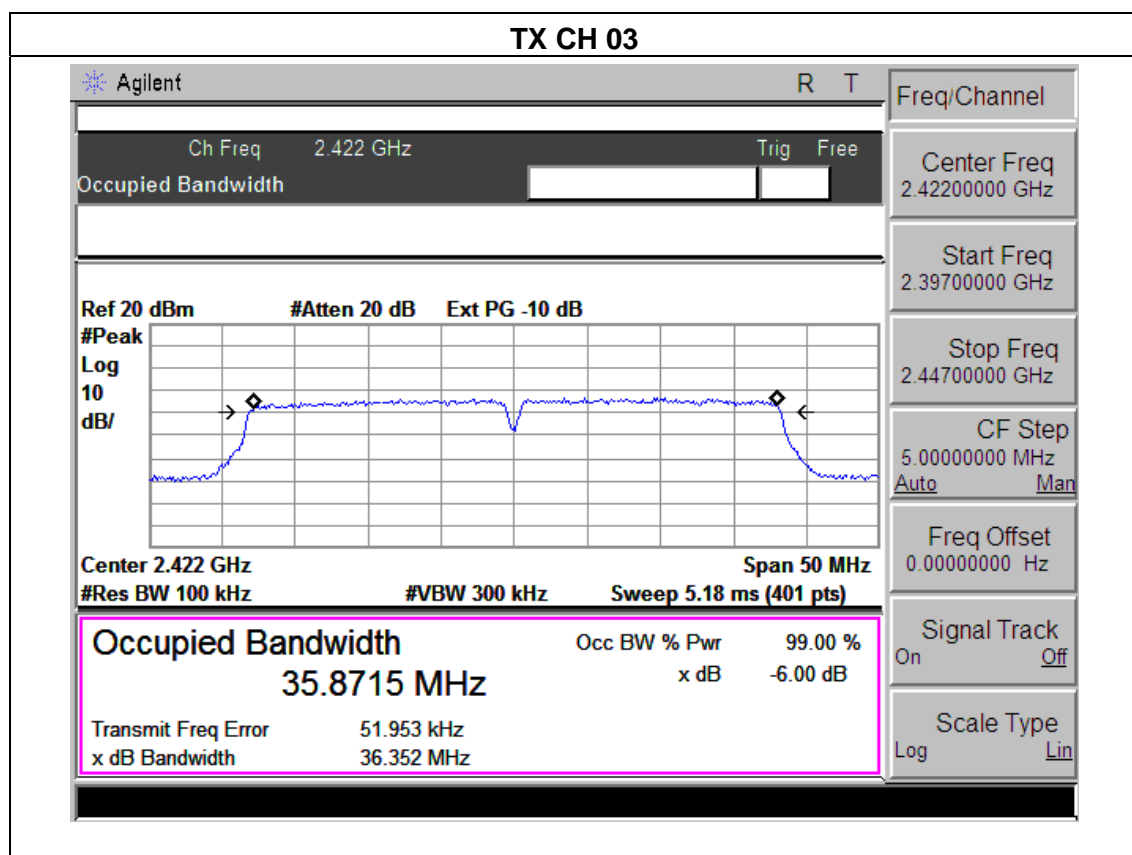 TX CH 03
Agilent R T
Freq/Channel
Ch Freq 2.422 GHz Trig Free
Occupied Bandwidth
Center Freq
2.42200000 GHz
Start Freq
2.39700000 GHz
Stop Freq
2.44700000 GHz
CF Step
5.00000000 MHz
Auto Man
Freq Offset
0.00000000 Hz
Signal Track
On Off
Scale Type
Log Lin
Ref 20 dBm #Atten 20 dB Ext PG -10 dB
#Peak
Log
10
dB/
Center 2.422 GHz Span 50 MHz
#Res BW 100 kHz #VBW 300 kHz Sweep 5.18 ms (401 pts)
Occupied Bandwidth Occ BW % Pwr 99.00 %
35.8715 MHz x dB -6.00 dB
Transmit Freq Error 51.953 kHz
x dB Bandwidth 36.352 MHz